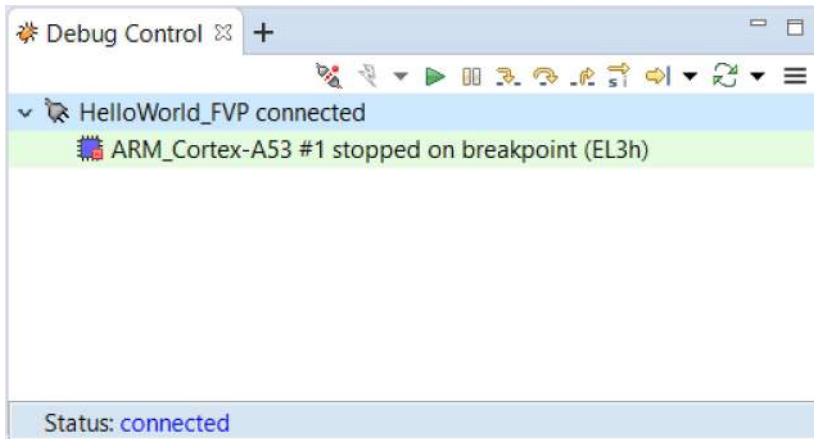 Debug Control
HelloWorld_FVP connected
ARM_Cortex-A53 #1 stopped on breakpoint (EL3h)
Status: connected